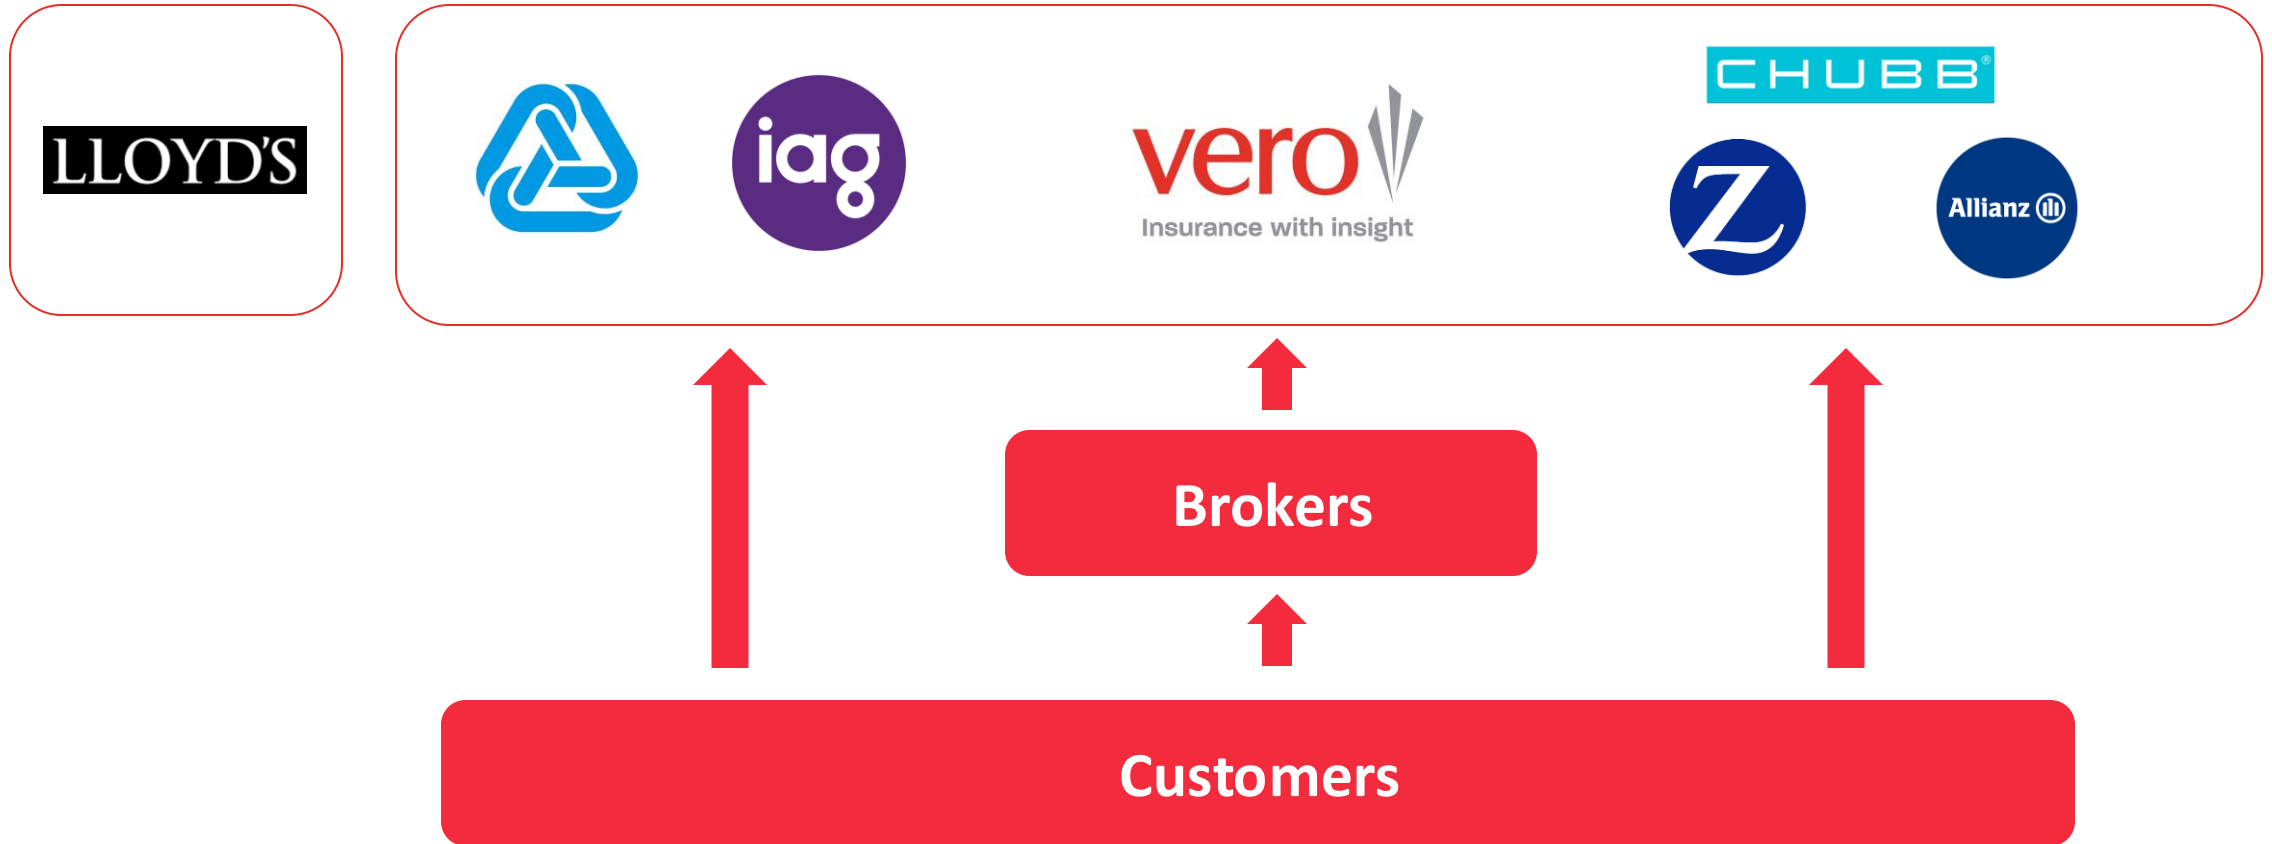 LLOYD'S
iag
vero
Insurance with insight
CHUBB®
Z
Allianz
Brokers
Customers